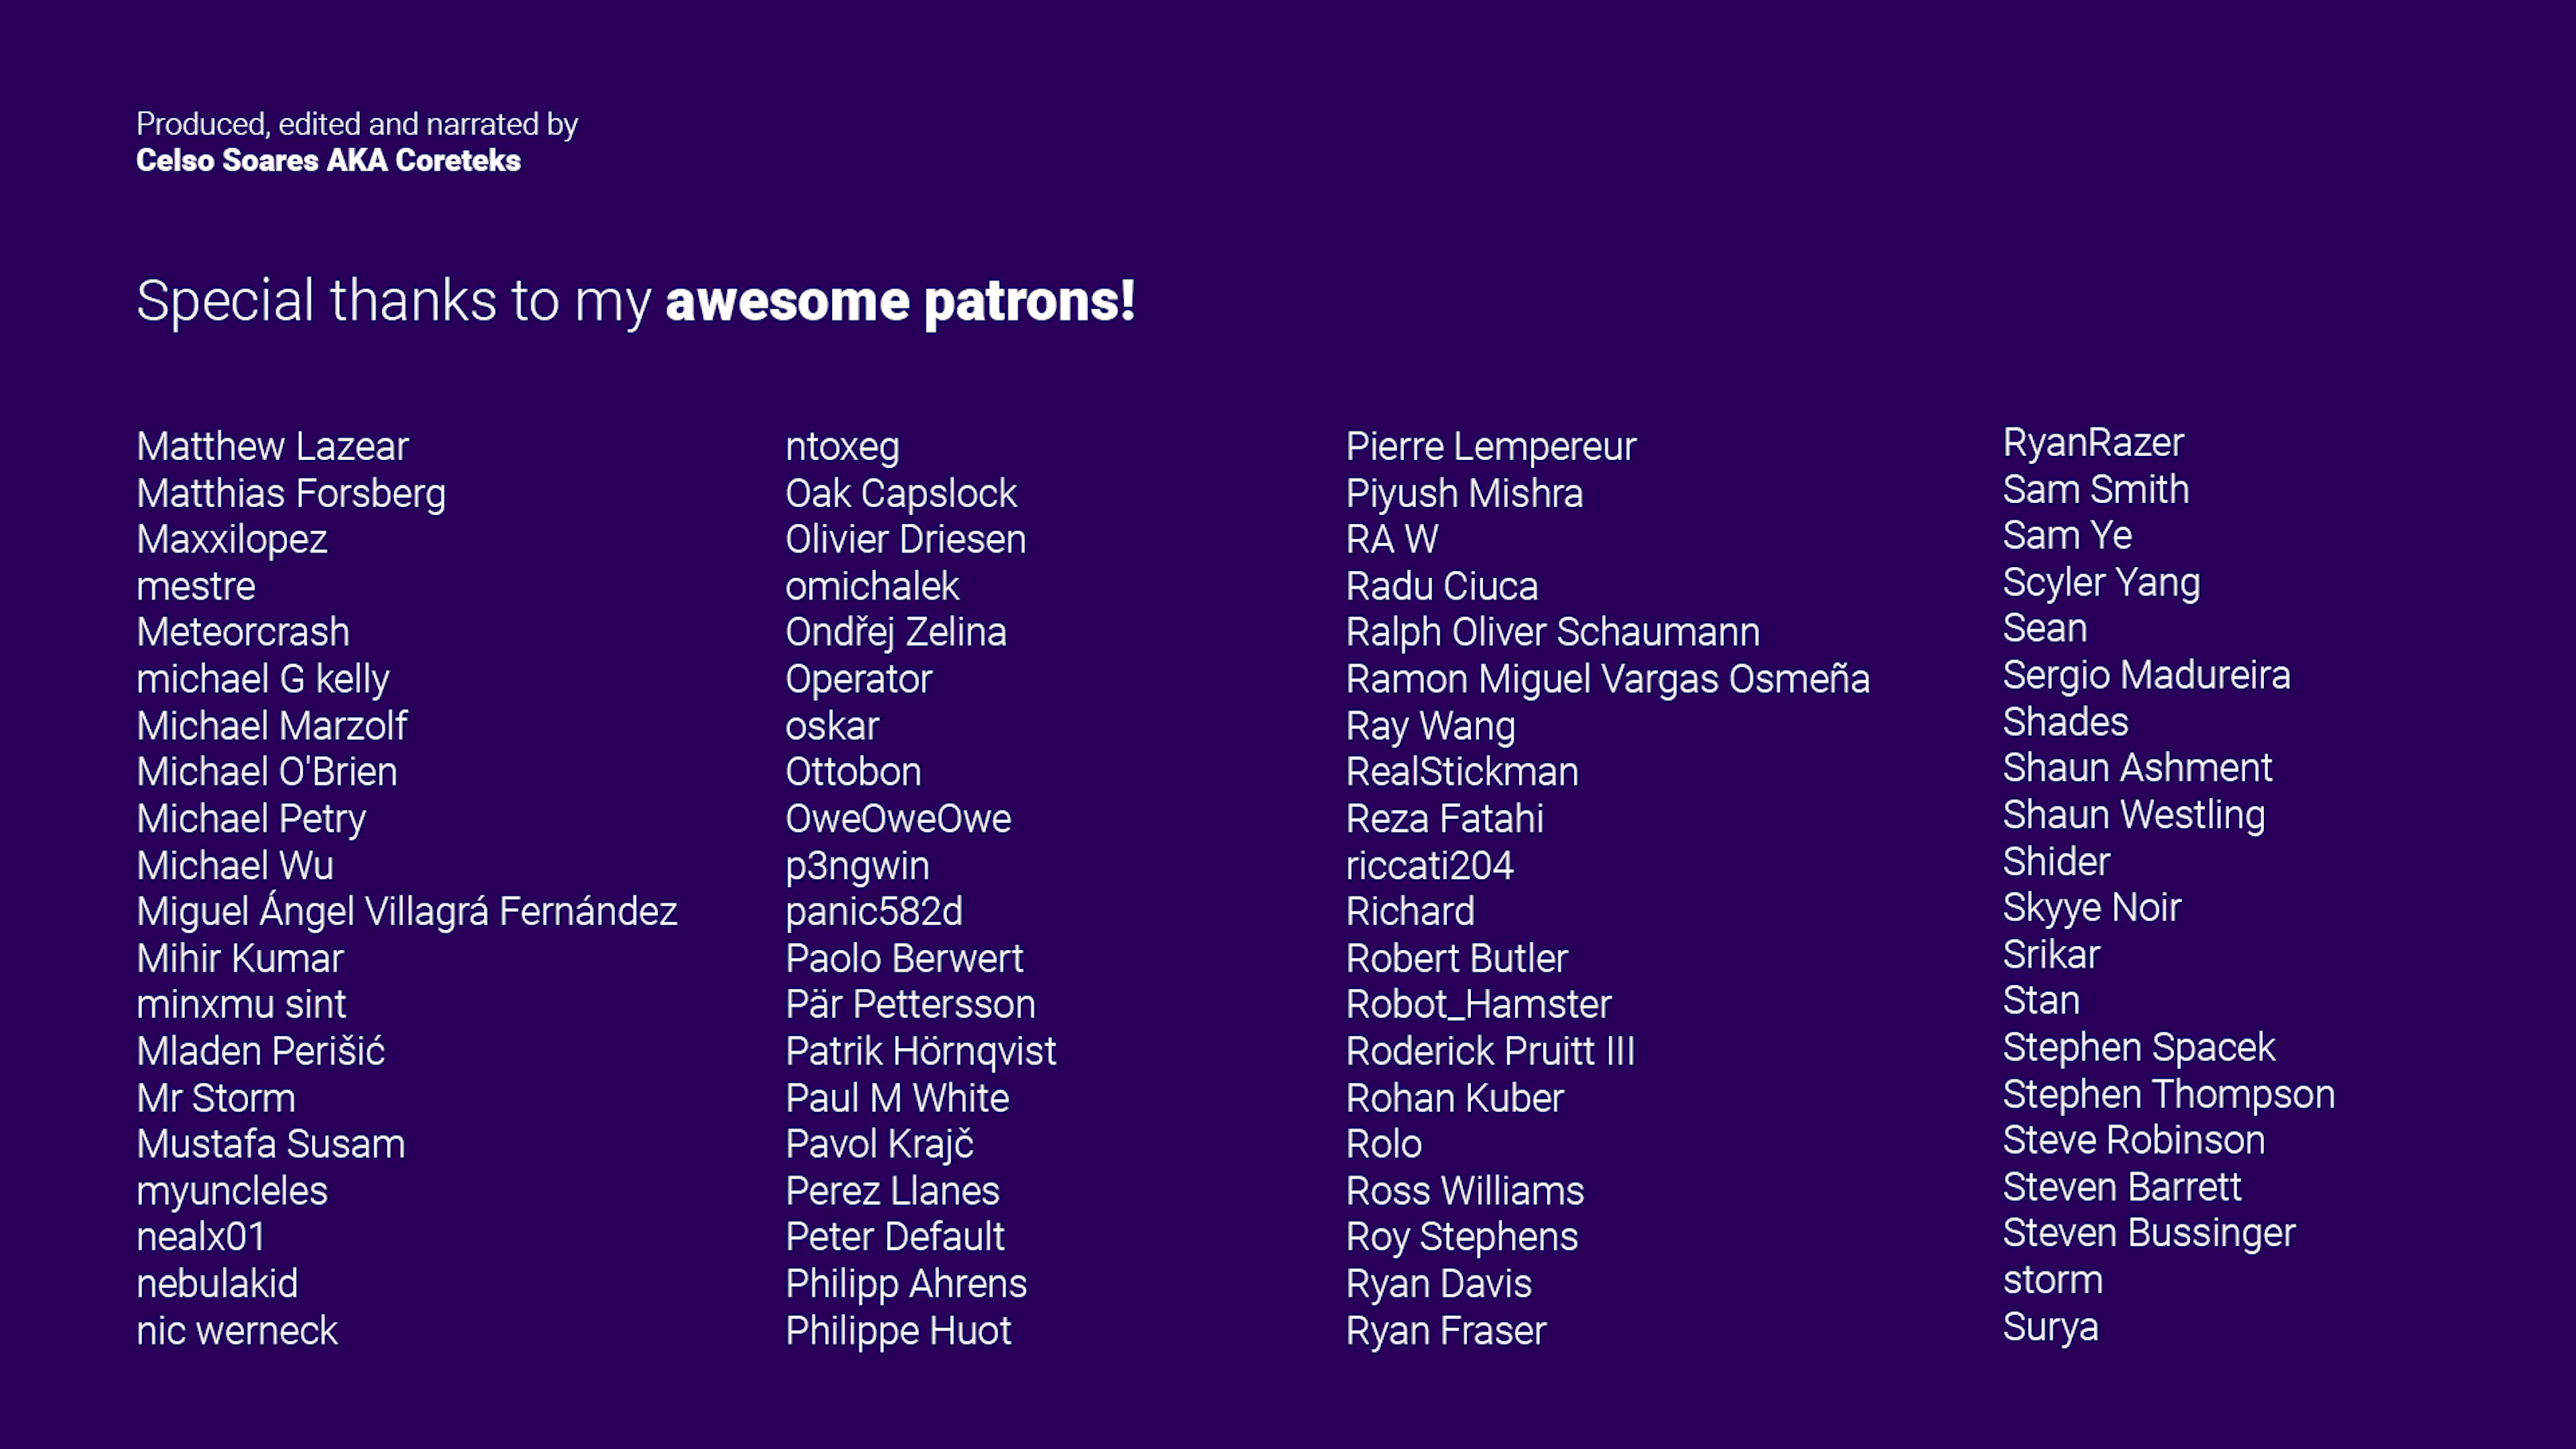 Produced, edited and narrated by
Celso Soares AKA Coreteks
Special thanks to my awesome patrons!
Matthew Lazear
Matthias Forsberg
Maxxilopez
mestre
Meteorcrash
michael G kelly
Michael Marzolf
Michael O'Brien
Michael Petry
Michael Wu
Miguel Ángel Villagrá Fernández
Mihir Kumar
minxmu sint
Mladen Perišić
Mr Storm
Mustafa Susam
myuncleles
nealx01
nebulakid
nic werneck
ntoxeg
Oak Capslock
Olivier Driesen
omichalek
Ondřej Zelina
Operator
oskar
Ottobon
OweOweOwe
p3ngwin
panic582d
Paolo Berwert
Pär Pettersson
Patrik Hörnqvist
Paul M White
Pavol Krajč
Perez Llanes
Peter Default
Philipp Ahrens
Philippe Huot
Pierre Lempereur
Piyush Mishra
RA W
Radu Ciuca
Ralph Oliver Schaumann
Ramon Miguel Vargas Osmeña
Ray Wang
RealStickman
Reza Fatahi
riccati204
Richard
Robert Butler
Robot_Hamster
Roderick Pruitt III
Rohan Kuber
Rolo
Ross Williams
Roy Stephens
Ryan Davis
Ryan Fraser
RyanRazer
Sam Smith
Sam Ye
Scyler Yang
Sean
Sergio Madureira
Shades
Shaun Ashment
Shaun Westling
Shider
Skyye Noir
Srikar
Stan
Stephen Spacek
Stephen Thompson
Steve Robinson
Steven Barrett
Steven Bussinger
storm
Surya